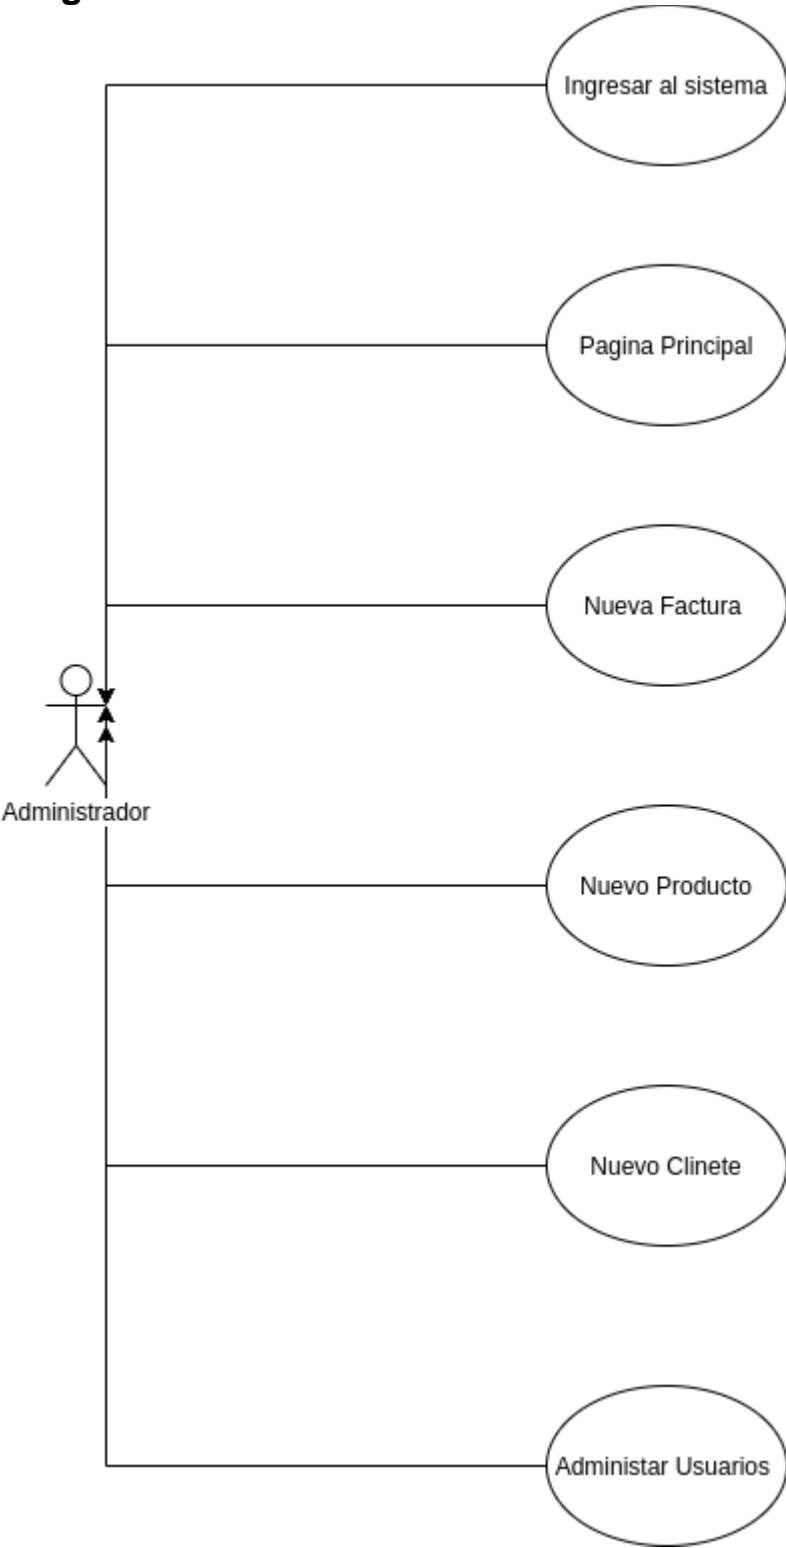 Ingresar al sistema
Pagina Principal
Nueva Factura
Administrador
Nuevo Producto
Nuevo Clinete
Administar Usuarios